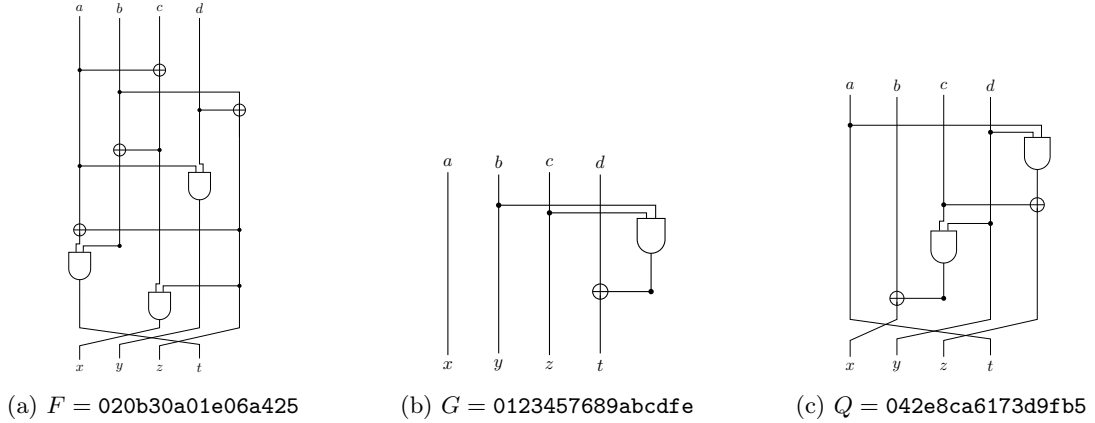 a b c d
x y z t
(a) F = 020b30a01e06a425
a b c d
x y z t
(b) G = 0123457689abcdfe
a b c d
x y z t
(c) Q = 042e8ca6173d9fb5